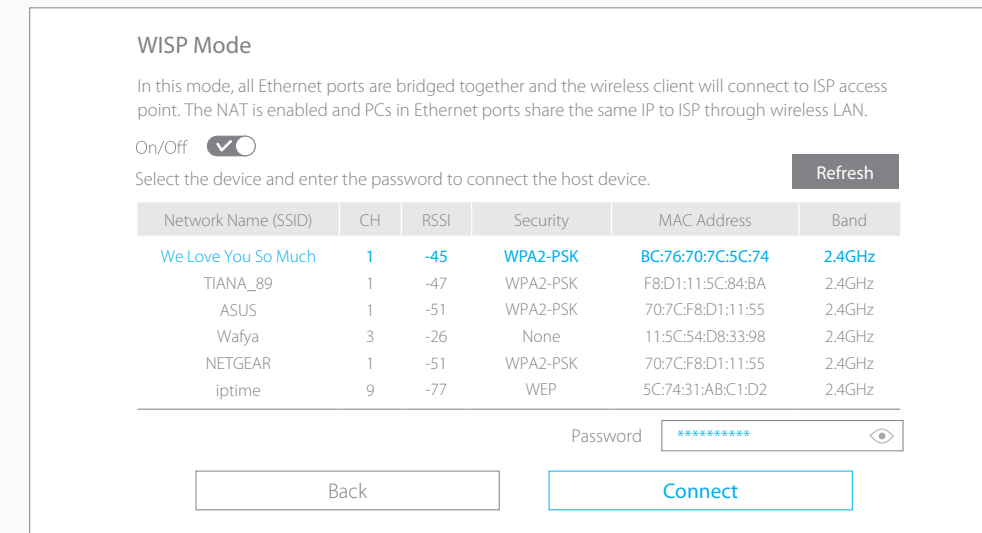 WISP Mode
In this mode, all Ethernet ports are bridged together and the wireless client will connect to ISP access
point. The NAT is enabled and PCs in Ethernet ports share the same IP to ISP through wireless LAN.
On/Off
Select the device and enter the password to connect the host device.
Refresh
Network Name (SSID) CH RSSI Security MAC Address Band
We Love You So Much 1 -45 WPA2-PSK BC:76:70:7C:5C:74 2.4GHz
TIANA_89 1 -47 WPA2-PSK F8:D1:11:5C:84:BA 2.4GHz
ASUS 1 -51 WPA2-PSK 70:7C:F8:D1:11:55 2.4GHz
Wafya 3 -26 None 11:5C:54:D8:33:98 2.4GHz
NETGEAR 1 -51 WPA2-PSK 70:7C:F8:D1:11:55 2.4GHz
iptime 9 -77 WEP 5C:74:31:AB:C1:D2 2.4GHz
Password **********
Back
Connect